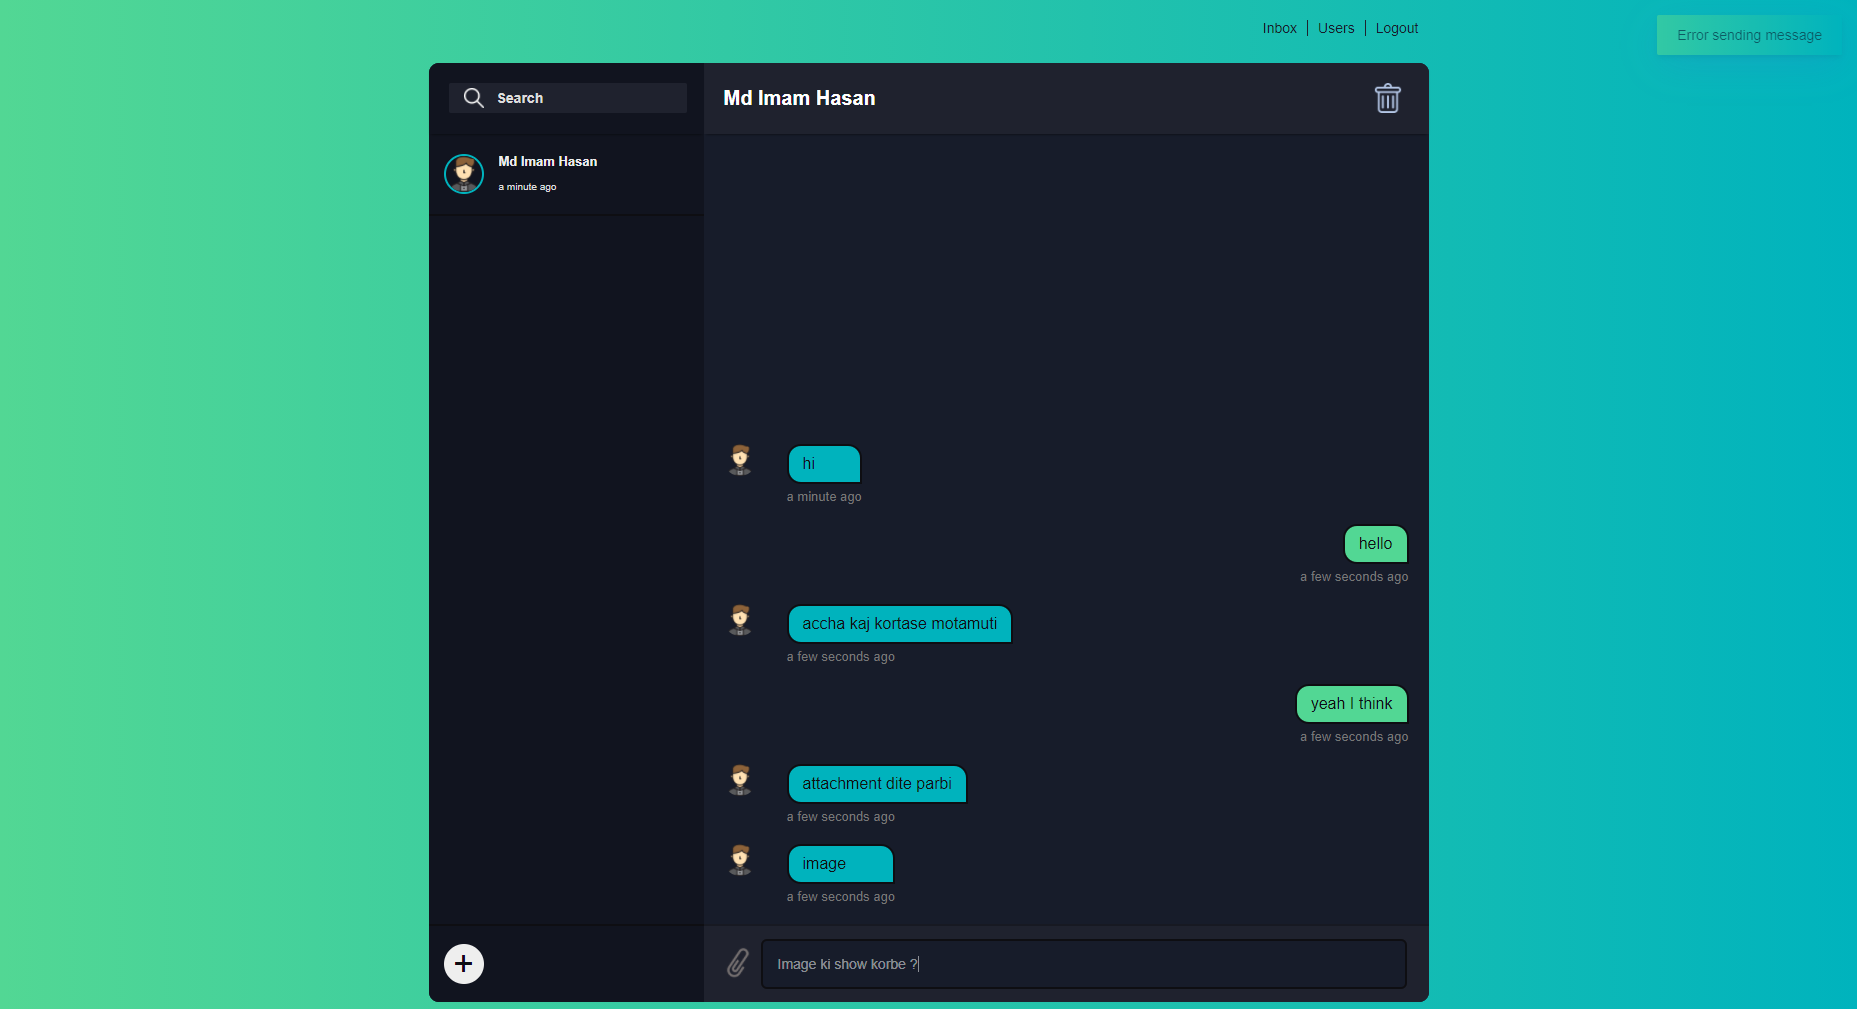 Inbox | Users | Logout
Error sending message
Search
Md Imam Hasan
a minute ago
Md Imam Hasan
hi
a minute ago
hello
a few seconds ago
accha kaj kortase motamuti
a few seconds ago
yeah I think
a few seconds ago
attachment dite parbi
a few seconds ago
image
a few seconds ago
Image ki show korbe ?